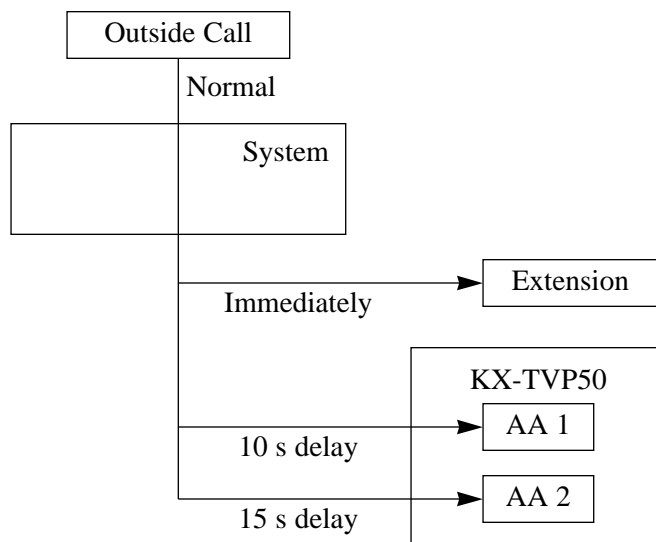 Outside Call
Normal
System
Extension
Immediately
KX-TVP50
AA 1
10 s delay
AA 2
15 s delay